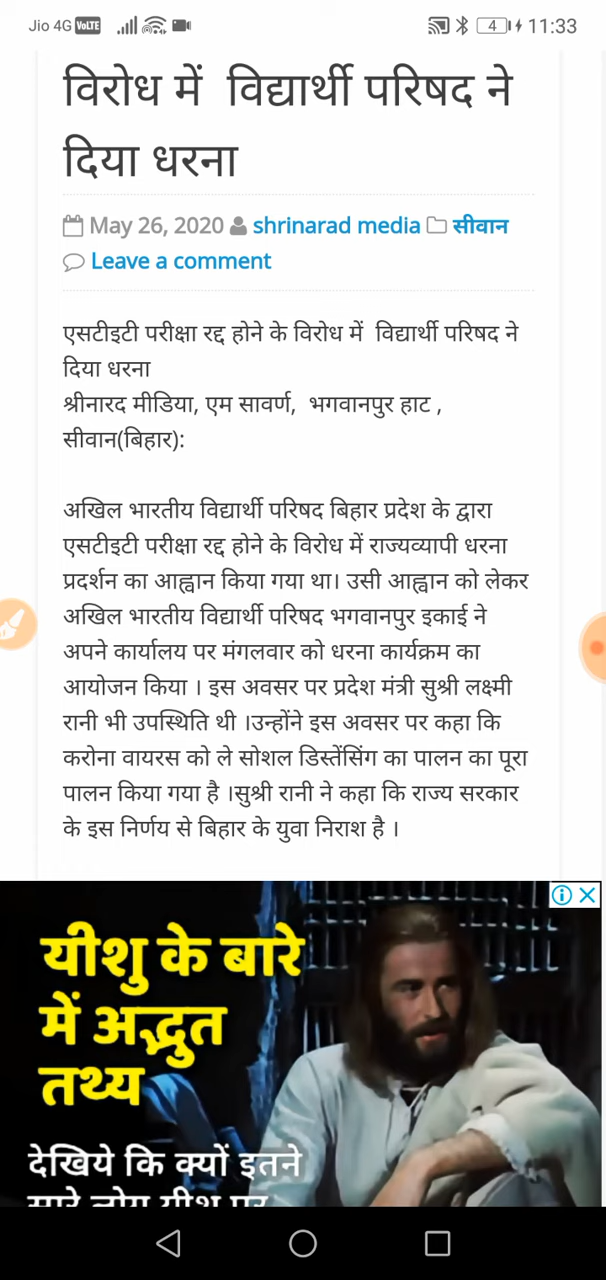 Jio 4G VoLTE 4 11:33
विरोध में विद्यार्थी परिषद ने
दिया धरना
May 26, 2020 shrinarad media सीवान
Leave a comment
एसटीइटी परीक्षा रद्द होने के विरोध में विद्यार्थी परिषद ने
दिया धरना
श्रीनारद मीडिया, एम सावर्ण, भगवानपुर हाट ,
सीवान(बिहार):
अखिल भारतीय विद्यार्थी परिषद बिहार प्रदेश के द्वारा
एसटीइटी परीक्षा रद्द होने के विरोध में राज्यव्यापी धरना
प्रदर्शन का आह्वान किया गया था। उसी आह्वान को लेकर
अखिल भारतीय विद्यार्थी परिषद भगवानपुर इकाई ने
अपने कार्यालय पर मंगलवार को धरना कार्यक्रम का
आयोजन किया । इस अवसर पर प्रदेश मंत्री सुश्री लक्ष्मी
रानी भी उपस्थिति थी ।उन्होंने इस अवसर पर कहा कि
करोना वायरस को ले सोशल डिस्तेंसिंग का पालन का पूरा
पालन किया गया है ।सुश्री रानी ने कहा कि राज्य सरकार
के इस निर्णय से बिहार के युवा निराश है ।
यीशु के बारे
में अद्भुत
तथ्य
देखिये कि क्यों इतने
सारे लोग यीशु पर